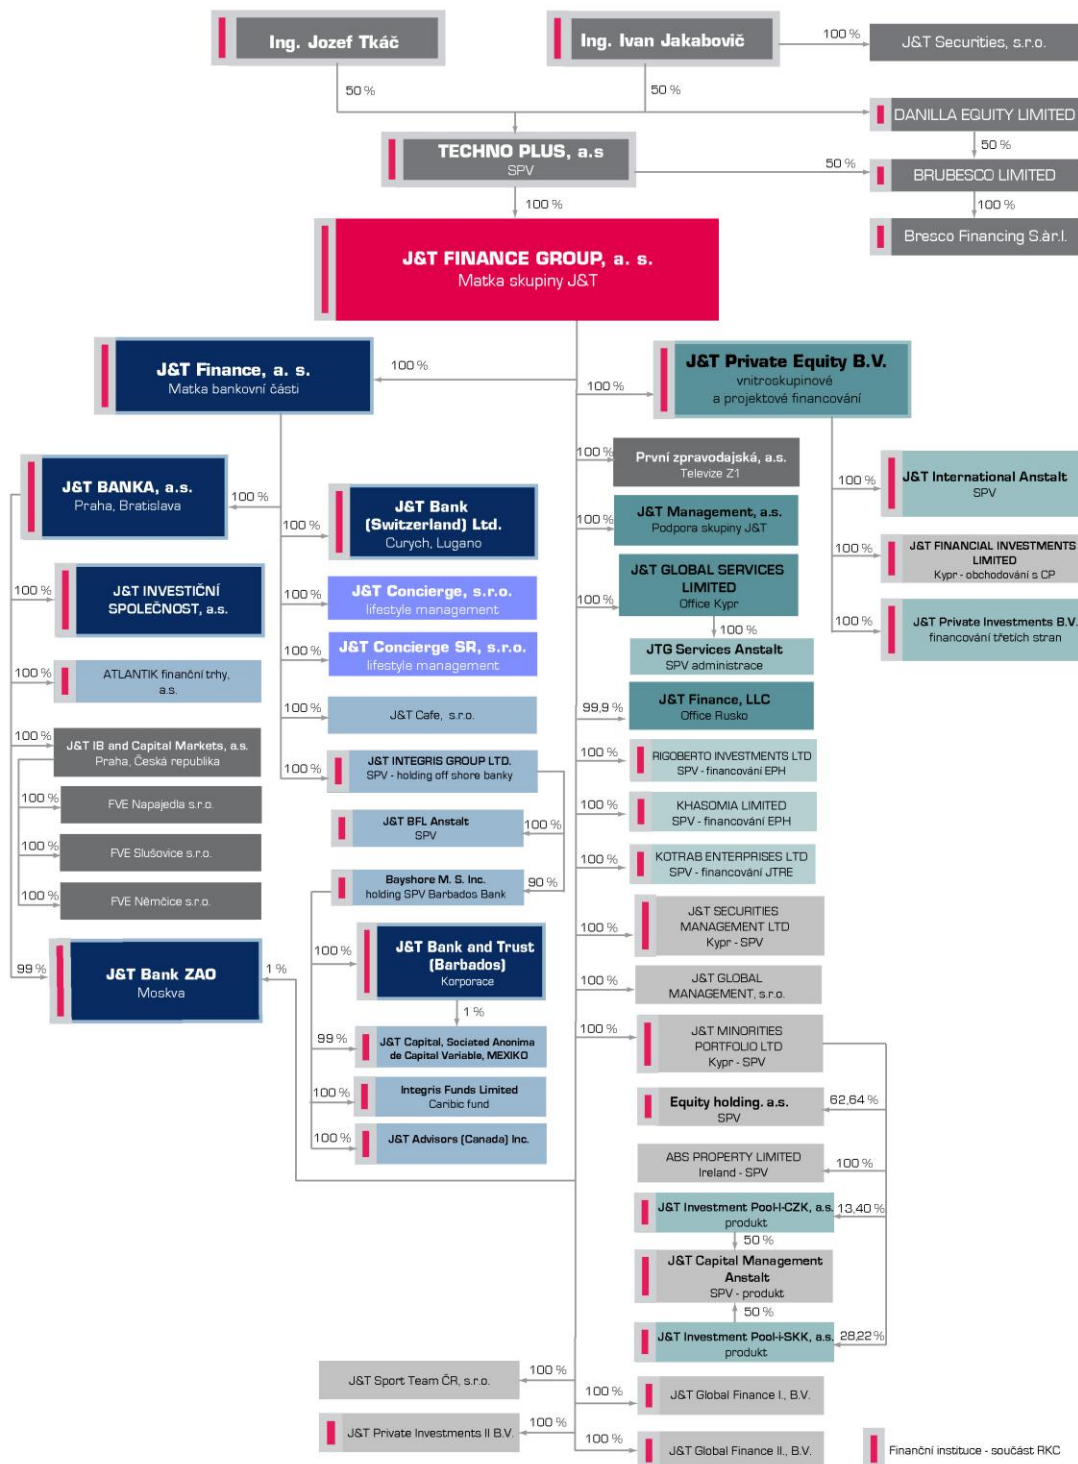 Ing. Jozef Tkáč
Ing. Ivan Jakabovič
100 %
J&T Securities, s.r.o.
50 %
50 %
DANILLA EQUITY LIMITED
50 %
TECHNO PLUS, a.s
SPV
50 %
BRUBESCO LIMITED
100 %
100 %
Bresco Financing S.àr.l.
J&T FINANCE GROUP, a. s.
Matka skupiny J&T
J&T Finance, a. s.
Matka bankovní části
100 %
100 %
J&T Private Equity B.V.
vnitroskupinové
a projektové financování
100 %
První zpravodajská, a.s.
Televize Z1
J&T BANKA, a.s.
Praha, Bratislava
100 %
100 %
J&T International Anstalt
SPV
100 %
J&T Bank
(Switzerland) Ltd.
Curych, Lugano
100 %
J&T Management, a.s.
Podpora skupiny J&T
100 %
J&T FINANCIAL INVESTMENTS
LIMITED
Kypr - obchodování s CP
100 %
J&T INVESTIČNÍ
SPOLEČNOST, a.s.
100 %
J&T Concierge, s.r.o.
lifestyle management
100 %
J&T GLOBAL SERVICES
LIMITED
Office Kypr
100 %
J&T Private Investments B.V.
financování třetích stran
100 %
100 %
J&T Concierge SR, s.r.o.
lifestyle management
JTG Services Anstalt
SPV administrace
100 %
ATLANTIK finanční trhy,
a.s.
100 %
J&T Cafe, s.r.o.
99,9 %
J&T Finance, LLC
Office Rusko
100 %
J&T IB and Capital Markets, a.s.
Praha, Česká republika
100 %
J&T INTEGRIS GROUP LTD.
SPV - holding off shore banky
100 %
RIGOBERTO INVESTMENTS LTD
SPV - financování EPH
100 %
FVE Napajedla s.r.o.
J&T BFL Anstalt
SPV
100 %
100 %
KHASOMIA LIMITED
SPV - financování EPH
100 %
FVE Slušovice s.r.o.
100 %
KOTRAB ENTERPRISES LTD
SPV - financování JTRE
100 %
FVE Němčice s.r.o.
Bayshore M. S. Inc.
holding SPV Barbados Bank
90 %
100 %
J&T SECURITIES
MANAGEMENT LTD
Kypr - SPV
99 %
J&T Bank ZAO
Moskva
1 %
100 %
J&T Bank and Trust
(Barbados)
Korporace
100 %
J&T GLOBAL
MANAGEMENT, s.r.o.
1 %
99 %
J&T Capital, Sociated Anonima
de Capital Variable, MEXIKO
100 %
J&T MINORITIES
PORTFOLIO LTD
Kypr - SPV
100 %
Integris Funds Limited
Caribic fund
Equity holding. a.s.
SPV
62,64 %
100 %
J&T Advisors (Canada) Inc.
ABS PROPERTY LIMITED
Ireland - SPV
100 %
J&T Investment Pool-I-CZK, a.s.
produkt
13,40 %
50 %
J&T Capital Management
Anstalt
SPV - produkt
50 %
J&T Investment Pool-i-SKK, a.s.
produkt
28,22%
J&T Sport Team ČR, s.r.o.
100 %
100 %
J&T Global Finance I., B.V.
J&T Private Investments II B.V.
100 %
100 %
J&T Global Finance II., B.V.
Finanční instituce - součást RKC